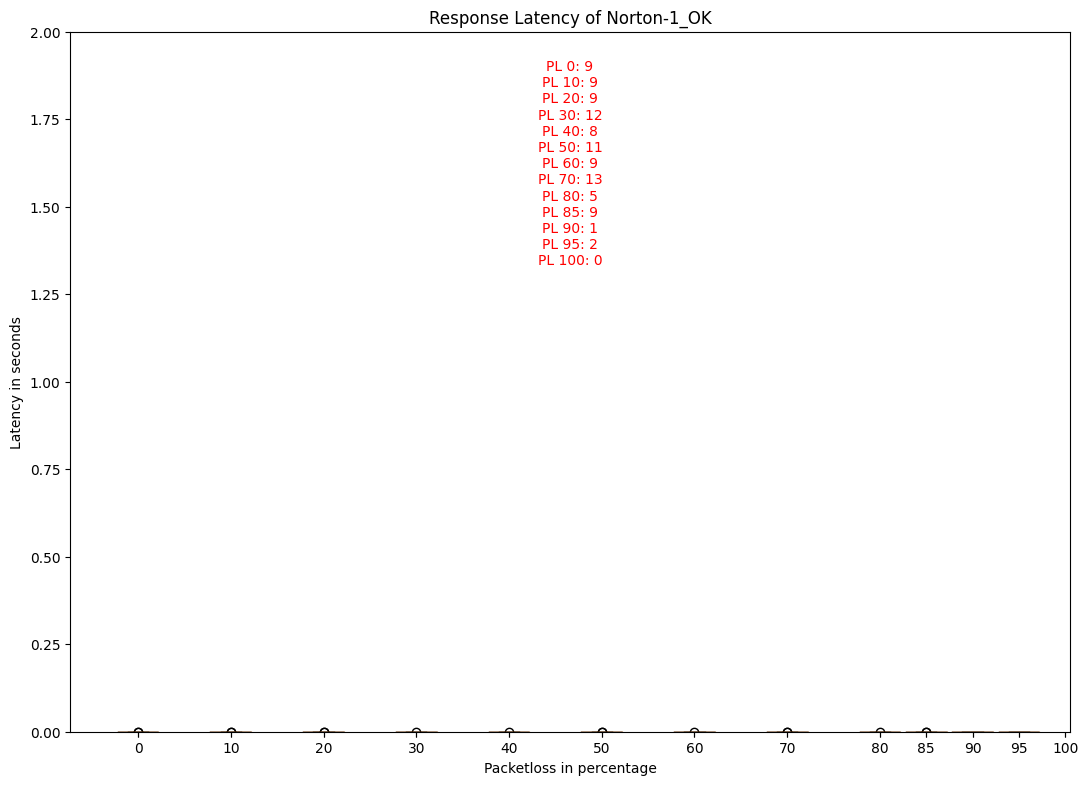 Response Latency of Norton-1_OK
2.00
1.75
1.50
1.25
1.00
0.75
0.50
0.25
0.00
Latency in seconds
PL 0: 9
PL 10: 9
PL 20: 9
PL 30: 12
PL 40: 8
PL 50: 11
PL 60: 9
PL 70: 13
PL 80: 5
PL 85: 9
PL 90: 1
PL 95: 2
PL 100: 0
0 10 20 30 40 50 60 70 80 85 90 95 100
Packetloss in percentage